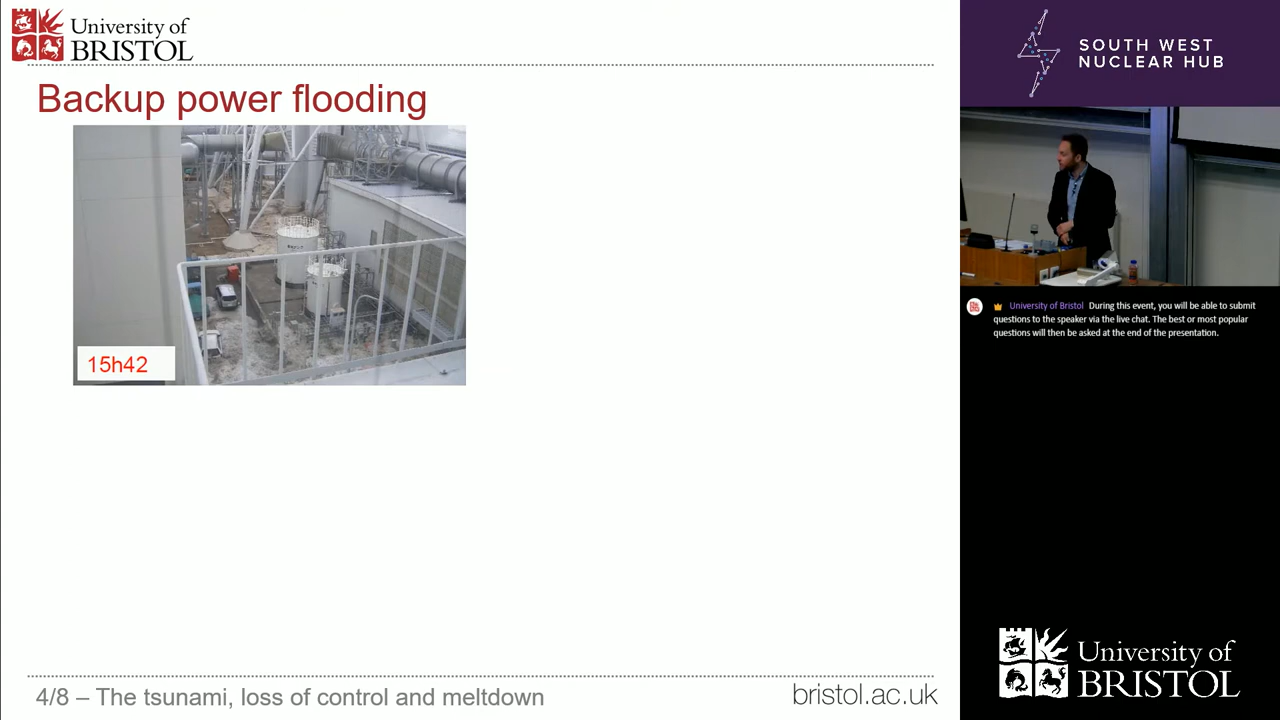 University of
BRISTOL
Backup power flooding
15h42
4/8 – The tsunami, loss of control and meltdown
bristol.ac.uk
SOUTH WEST
NUCLEAR HUB
University of Bristol During this event, you will be able to submit
questions to the speaker via the live chat. The best or most popular
questions will then be asked at the end of the presentation.
University of
BRISTOL